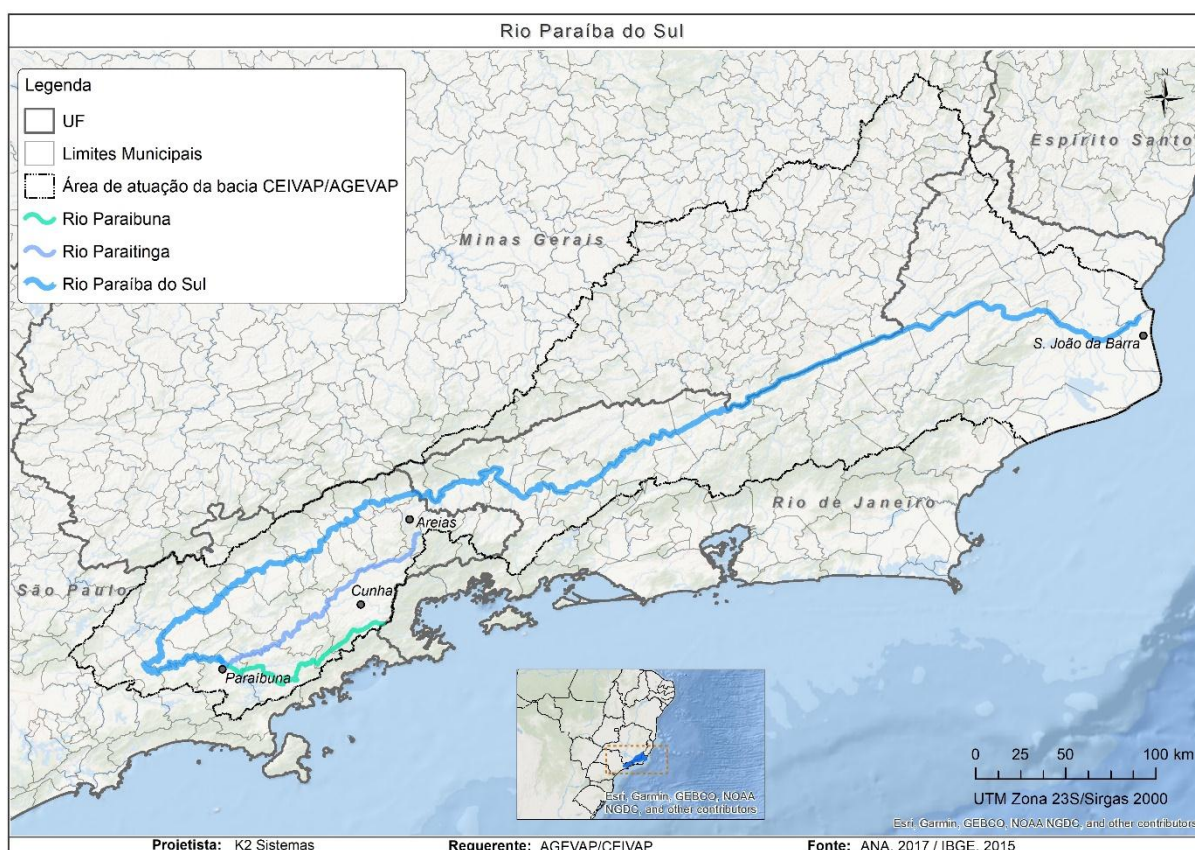 Rio Paraíba do Sul
Legenda
UF
Limites Municipais
Área de atuação da bacia CEIVAP/AGEVAP
Rio Paraibuna
Rio Paraitinga
Rio Paraíba do Sul
N
Espírito Santo
Minas Gerais
S. João da Barra
Rio de Janeiro
Areias
São Paulo
Cunha
Paraibuna
Esri, Garmin, GEBCO, NOAA
NGDC, and other contributors
0 25 50 100 km
UTM Zona 23S/Sirgas 2000
Esri, Garmin, GEBCO, NOAA NGDC, and other contributors
Projetista: K2 Sistemas Requerente: AGEVAP/CEIVAP Fonte: ANA, 2017 / IBGE, 2015